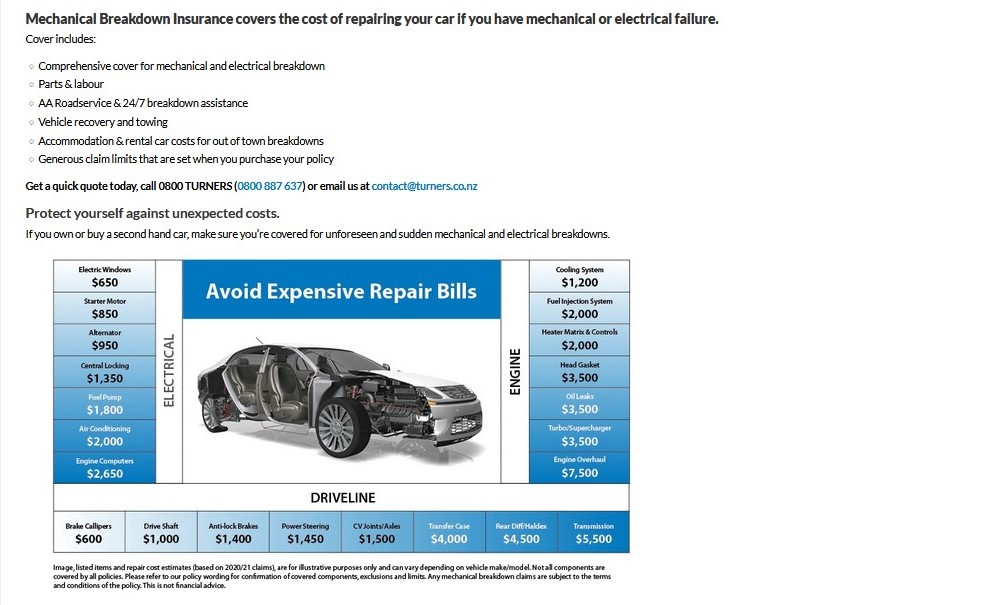 Mechanical Breakdown Insurance covers the cost of repairing your car if you have mechanical or electrical failure.
Cover includes:
Comprehensive cover for mechanical and electrical breakdown
Parts & labour
AA Roadservice & 24/7 breakdown assistance
Vehicle recovery and towing
Accommodation & rental car costs for out of town breakdowns
Generous claim limits that are set when you purchase your policy
Get a quick quote today, call 0800 TURNERS (0800 887 637) or email us at contact@turners.co.nz
Protect yourself against unexpected costs.
If you own or buy a second hand car, make sure you're covered for unforeseen and sudden mechanical and electrical breakdowns.
Avoid Expensive Repair Bills
ELECTRICAL
Electric Windows
$650
Starter Motor
$850
Alternator
$950
Central Locking
$1,350
Fuel Pump
$1,800
Air Conditioning
$2,000
Engine Computers
$2,650
ENGINE
Cooling System
$1,200
Fuel Injection System
$2,000
Heater Matrix & Controls
$2,000
Head Gasket
$3,500
Oil Leaks
$3,500
Turbo/Supercharger
$3,500
Engine Overhaul
$7,500
DRIVELINE
Brake Callipers
$600
Drive Shaft
$1,000
Anti-lock Brakes
$1,400
Power Steering
$1,450
CV Joints/Axles
$1,500
Transfer Case
$4,000
Rear Diff/Haldex
$4,500
Transmission
$5,500
Image, listed items and repair cost estimates (based on 2020/21 claims), are for illustrative purposes only and can vary depending on vehicle make/model. Not all components are
covered by all policies. Please refer to our policy wording for confirmation of covered components, exclusions and limits. Any mechanical breakdown claims are subject to the terms
and conditions of the policy. This is not financial advice.